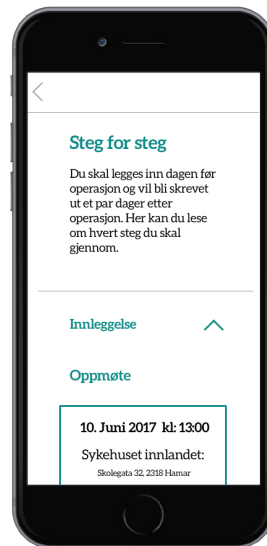 Steg for steg
Du skal legges inn dagen før
operasjon og vil bli skrevet
ut et par dager etter
operasjon. Her kan du lese
om hvert steg du skal
gjennom.
Innleggelse
Oppmøte
10. Juni 2017 kl: 13:00
Sykehuset innlandet:
Skolegata 32, 2318 Hamar